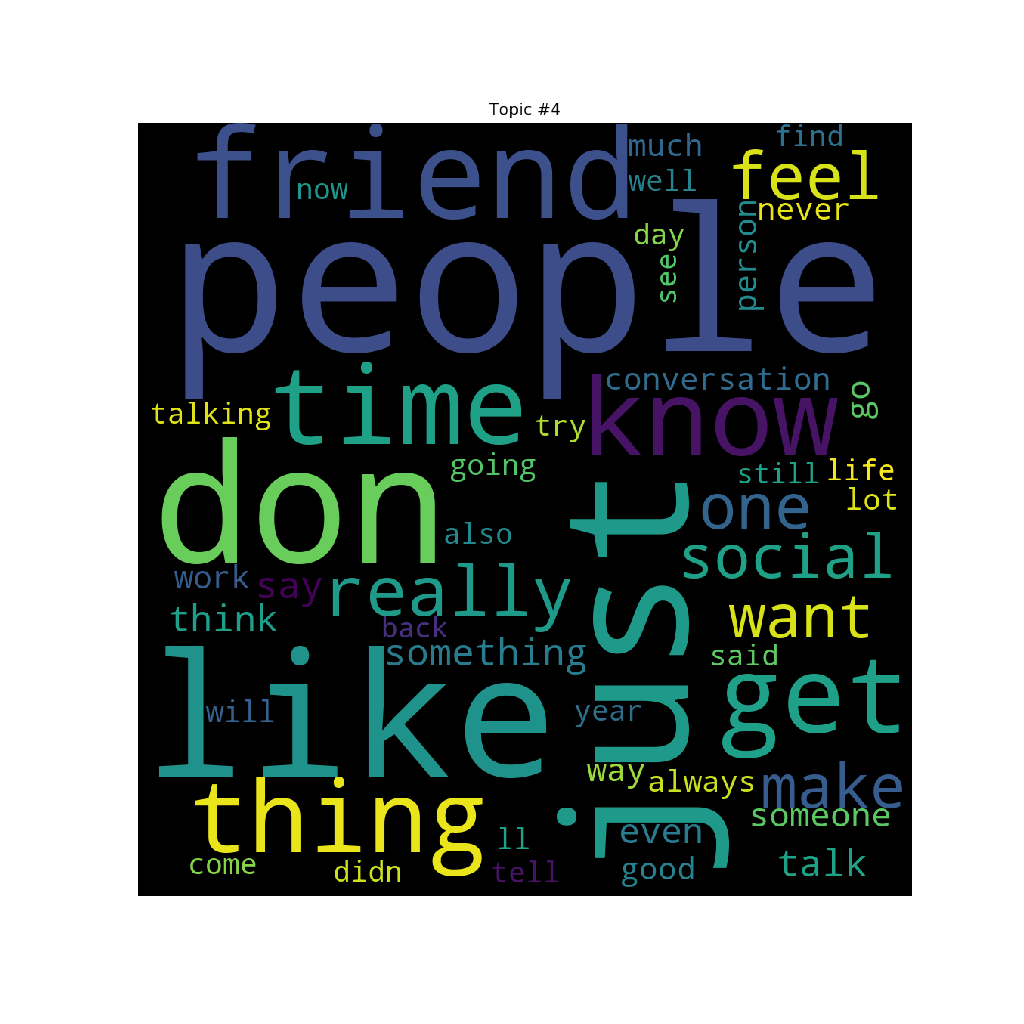 Topic #4
friend
much
find
now
well
feel
never
people
day
see
person
time
conversation
know
go
talking
try
don
going
still
life
lot
just
one
also
social
work
say
really
think
back
want
something
said
like
will
year
get
way
always
make
thing
someone
even
ll
come
didn
tell
good
talk